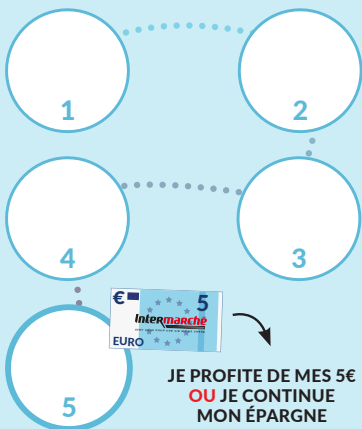 1
2
3
4
€ 5
Intermarché
EURO
5
JE PROFITE DE MES 5€
OU JE CONTINUE
MON ÉPARGNE